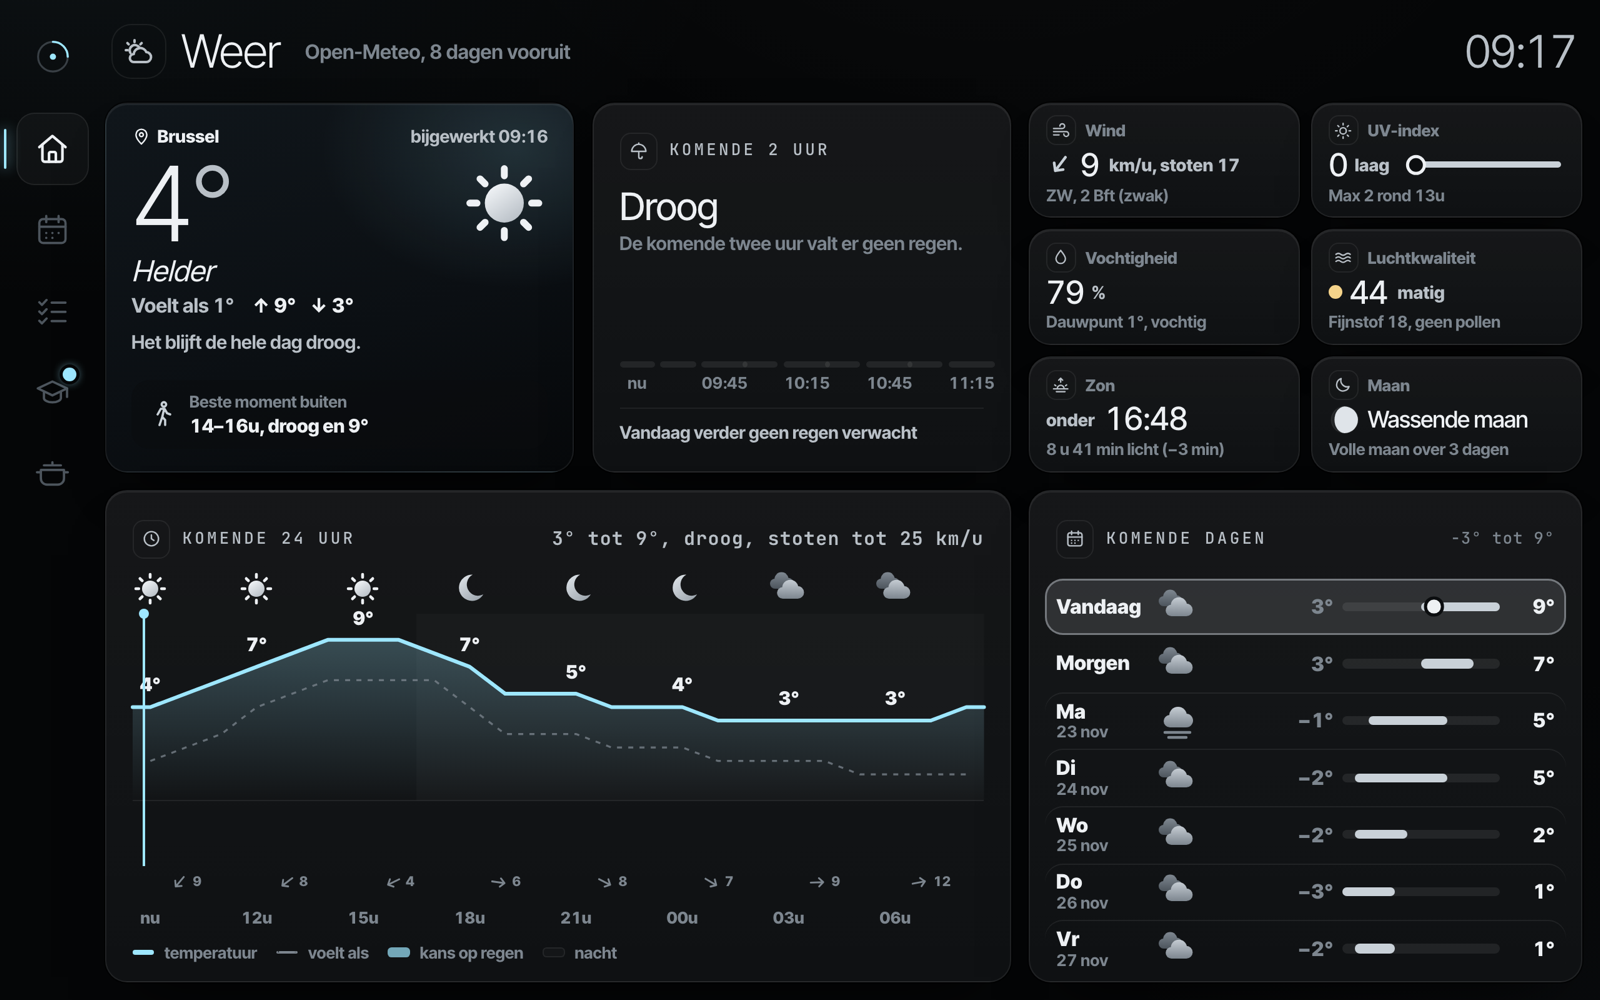 Weer
Open-Meteo, 8 dagen vooruit
09:17
Brussel
bijgewerkt 09:16
4°
Helder
Voelt als 1° ↑ 9° ↓ 3°
Het blijft de hele dag droog.
Beste moment buiten
14–16u, droog en 9°
KOMENDE 2 UUR
Droog
De komende twee uur valt er geen regen.
nu 09:45 10:15 10:45 11:15
Vandaag verder geen regen verwacht
Wind
9 km/u, stoten 17
ZW, 2 Bft (zwak)
UV-index
0 laag
Max 2 rond 13u
Vochtigheid
79 %
Dauwpunt 1°, vochtig
Luchtkwaliteit
44 matig
Fijnstof 18, geen pollen
Zon
onder 16:48
8 u 41 min licht (−3 min)
Maan
Wassende maan
Volle maan over 3 dagen
KOMENDE 24 UUR
3° tot 9°, droog, stoten tot 25 km/u
4° 7° 9° 7° 5° 4° 3° 3°
9 8 4 6 8 7 9 12
nu 12u 15u 18u 21u 00u 03u 06u
temperatuur voelt als kans op regen nacht
KOMENDE DAGEN
-3° tot 9°
Vandaag 3° 9°
Morgen 3° 7°
Ma
23 nov
−1° 5°
Di
24 nov
−2° 5°
Wo
25 nov
−2° 2°
Do
26 nov
−3° 1°
Vr
27 nov
−2° 1°